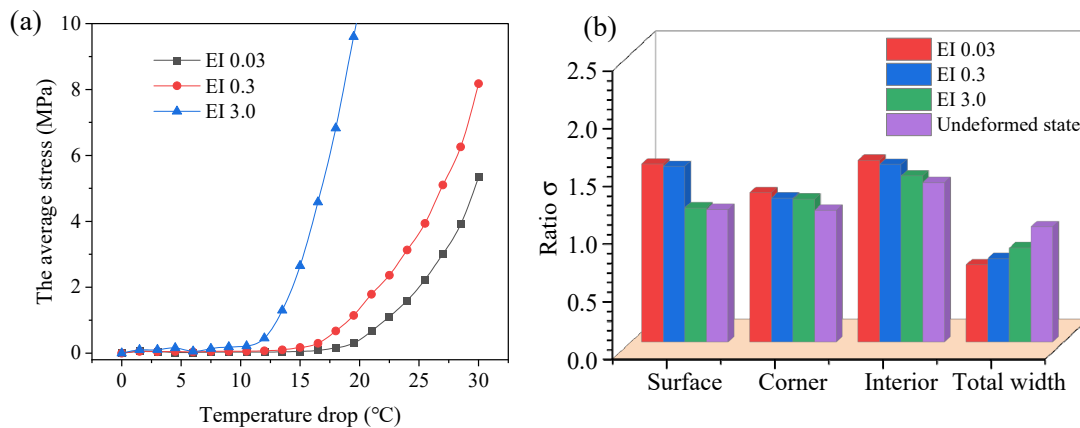 (a)
The average stress (MPa)
10
8
6
4
2
0
EI 0.03
EI 0.3
EI 3.0
0 5 10 15 20 25 30
Temperature drop (℃)
(b)
Ratio σ
2.5
2.0
1.5
1.0
0.5
0.0
EI 0.03
EI 0.3
EI 3.0
Undeformed state
Surface Corner Interior Total width